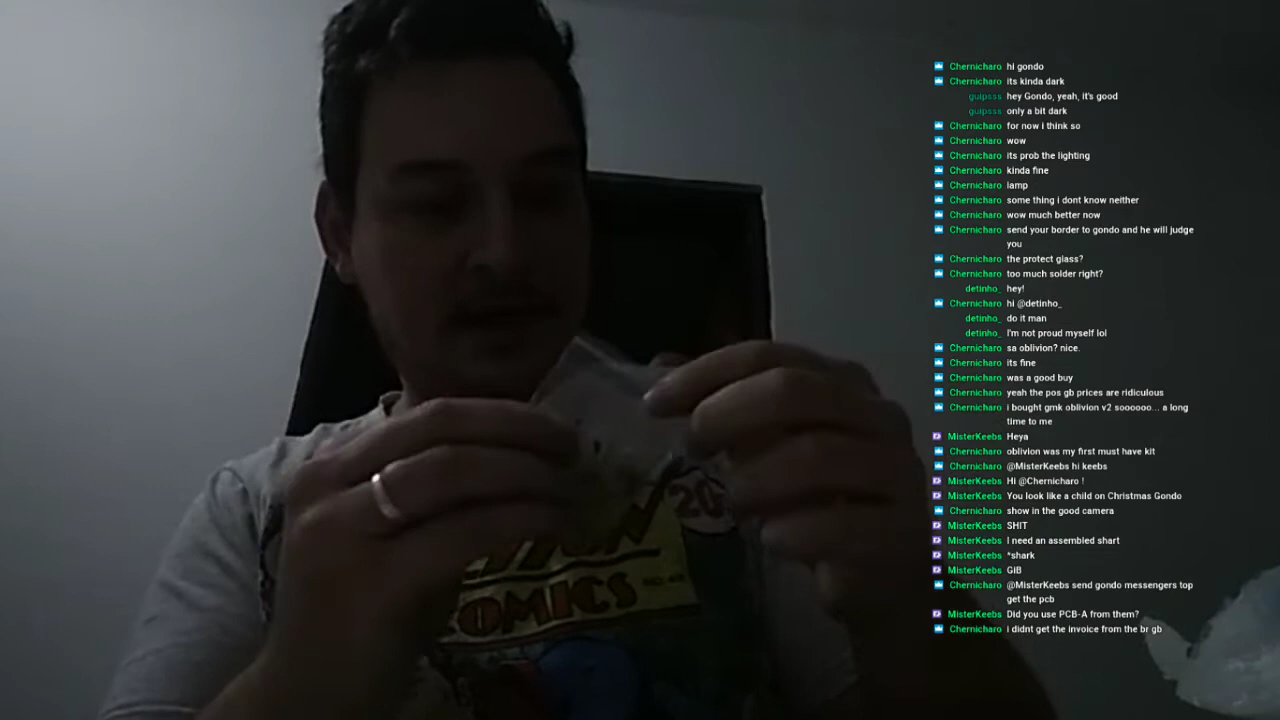 Chernicharo hi gondo
Chernicharo its kinda dark
guipsss hey Gondo, yeah, it's good
guipsss only a bit dark
Chernicharo for now i think so
Chernicharo wow
Chernicharo its prob the lighting
Chernicharo kinda fine
Chernicharo lamp
Chernicharo some thing i dont know neither
Chernicharo wow much better now
Chernicharo send your border to gondo and he will judge
you
Chernicharo the protect glass?
Chernicharo too much solder right?
detinho_ hey!
Chernicharo hi @detinho_
detinho_ do it man
detinho_ I'm not proud myself lol
Chernicharo sa oblivion? nice.
Chernicharo its fine
Chernicharo was a good buy
Chernicharo yeah the pos gb prices are ridiculous
Chernicharo i bought gmk oblivion v2 soooooo... a long
time to me
MisterKeebs Heya
Chernicharo oblivion was my first must have kit
Chernicharo @MisterKeebs hi keebs
MisterKeebs Hi @Chernicharo !
MisterKeebs You look like a child on Christmas Gondo
Chernicharo show in the good camera
MisterKeebs SHIT
MisterKeebs I need an assembled shart
MisterKeebs *shark
MisterKeebs GiB
Chernicharo @MisterKeebs send gondo messengers top
get the pcb
MisterKeebs Did you use PCB-A from them?
Chernicharo i didnt get the invoice from the br gb
20
COMICS